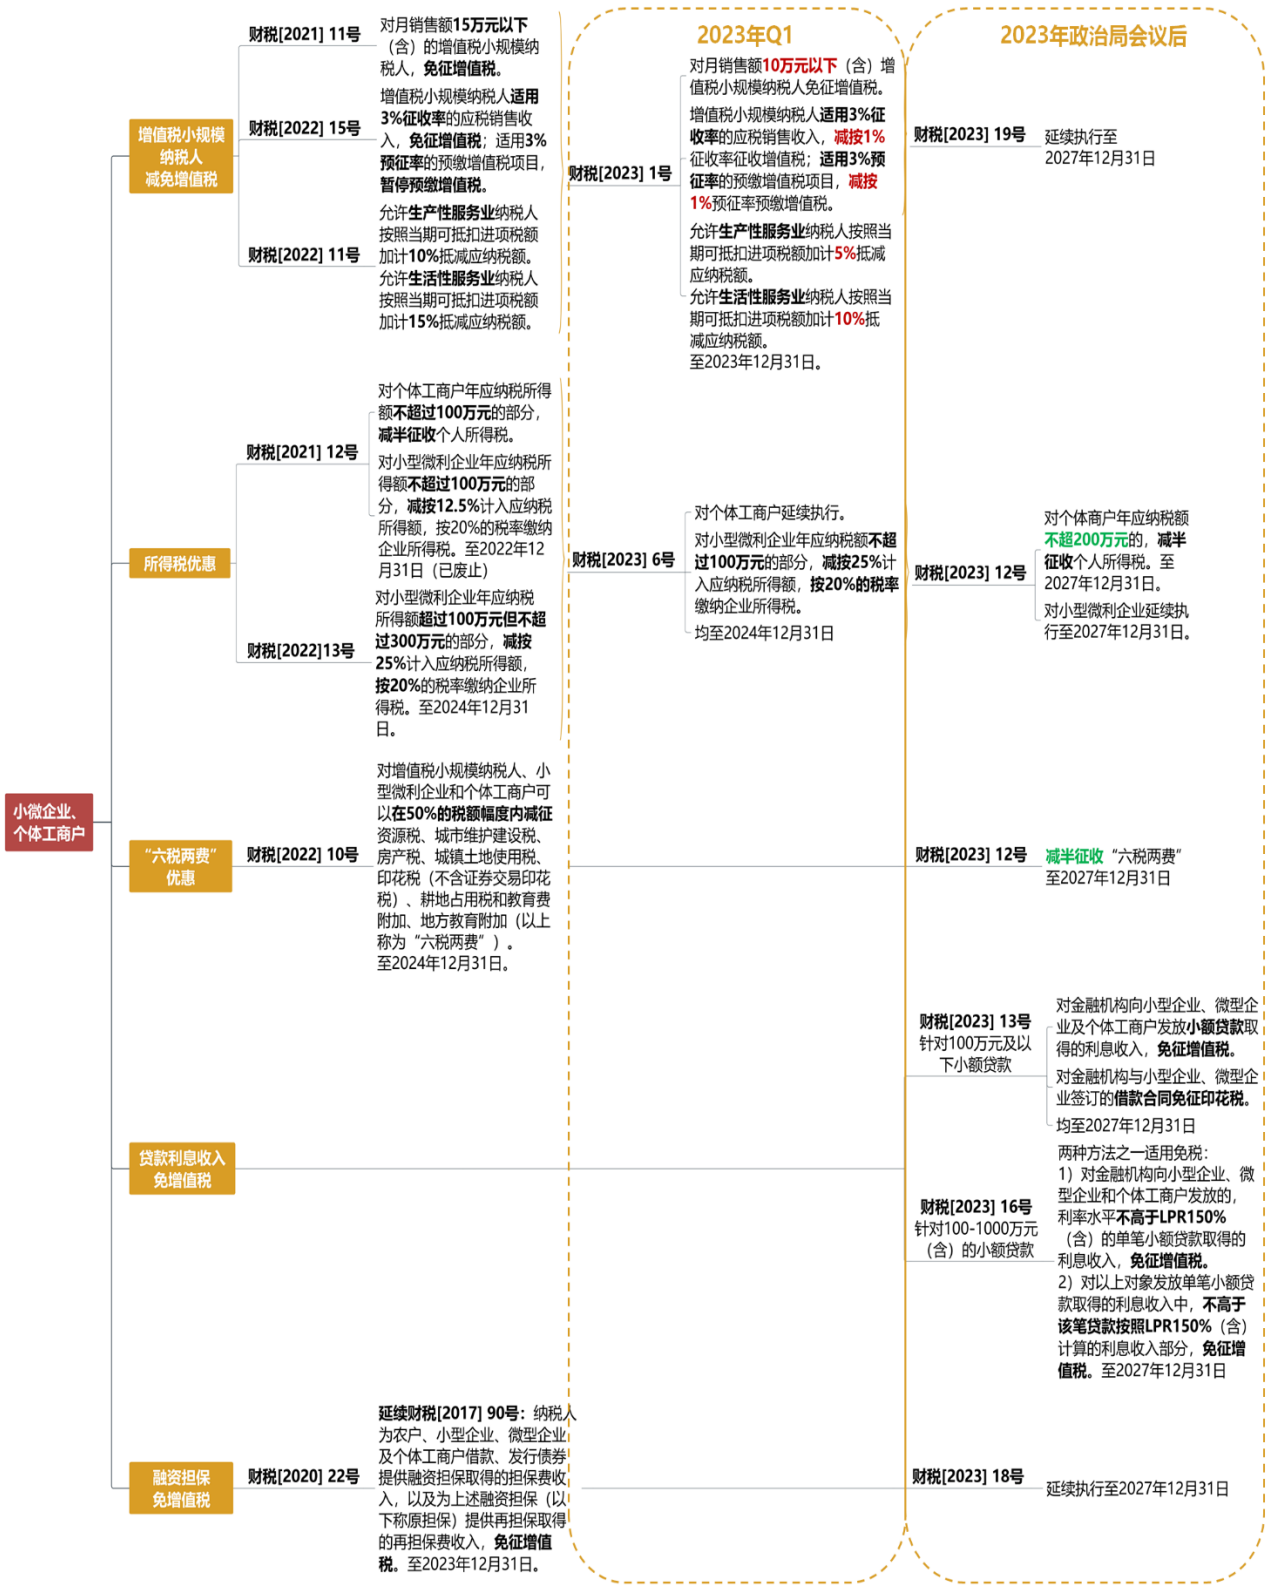 2023年Q1
2023年政治局会议后
小微企业、
个体工商户
增值税小规模
纳税人
减免增值税
财税[2021] 11号
对月销售额15万元以下
（含）的增值税小规模纳
税人，免征增值税。
财税[2022] 15号
增值税小规模纳税人适用
3%征收率的应税销售收
入，免征增值税；适用3%
预征率的预缴增值税项目，
暂停预缴增值税。
财税[2022] 11号
允许生产性服务业纳税人
按照当期可抵扣进项税额
加计10%抵减应纳税额。
允许生活性服务业纳税人
按照当期可抵扣进项税额
加计15%抵减应纳税额。
财税[2023] 1号
对月销售额10万元以下（含）增
值税小规模纳税人免征增值税。
增值税小规模纳税人适用3%征
收率的应税销售收入，减按1%
征收率征收增值税；适用3%预
征率的预缴增值税项目，减按
1%预征率预缴增值税。
允许生产性服务业纳税人按照当
期可抵扣进项税额加计5%抵减
应纳税额。
允许生活性服务业纳税人按照当
期可抵扣进项税额加计10%抵
减应纳税额。
至2023年12月31日。
财税[2023] 19号
延续执行至
2027年12月31日
所得税优惠
财税[2021] 12号
对个体工商户年应纳税所得
额不超过100万元的部分，
减半征收个人所得税。
对小型微利企业年应纳税所
得额不超过100万元的部
分，减按12.5%计入应纳税
所得额，按20%的税率缴纳
企业所得税。至2022年12
月31日（已废止）
财税[2022]13号
对小型微利企业年应纳税
所得额超过100万元但不超
过300万元的部分，减按
25%计入应纳税所得额，
按20%的税率缴纳企业所
得税。至2024年12月31
日。
财税[2023] 6号
对个体工商户延续执行。
对小型微利企业年应纳税额不超
过100万元的部分，减按25%计
入应纳税所得额，按20%的税率
缴纳企业所得税。
均至2024年12月31日
财税[2023] 12号
对个体商户年应纳税额
不超200万元的，减半
征收个人所得税。至
2027年12月31日。
对小型微利企业延续执
行至2027年12月31日。
“六税两费”
优惠
财税[2022] 10号
对增值税小规模纳税人、小
型微利企业和个体工商户可
以在50%的税额幅度内减征
资源税、城市维护建设税、
房产税、城镇土地使用税、
印花税（不含证券交易印花
税）、耕地占用税和教育费
附加、地方教育附加（以上
称为“六税两费”）。
至2024年12月31日。
财税[2023] 12号
减半征收“六税两费”
至2027年12月31日
贷款利息收入
免增值税
财税[2023] 13号
针对100万元及以
下小额贷款
对金融机构向小型企业、微型企
业及个体工商户发放小额贷款取
得的利息收入，免征增值税。
对金融机构与小型企业、微型企
业签订的借款合同免征印花税。
均至2027年12月31日
财税[2023] 16号
针对100-1000万元
（含）的小额贷款
两种方法之一适用免税：
1）对金融机构向小型企业、微
型企业和个体工商户发放的，
利率水平不高于LPR150%
（含）的单笔小额贷款取得的
利息收入，免征增值税。
2）对以上对象发放单笔小额贷
款取得的利息收入中，不高于
该笔贷款按照LPR150%（含）
计算的利息收入部分，免征增
值税。至2027年12月31日
融资担保
免增值税
财税[2020] 22号
延续财税[2017] 90号：纳税人
为农户、小型企业、微型企业
及个体工商户借款、发行债券
提供融资担保取得的担保费收
入，以及为上述融资担保（以
下称原担保）提供再担保取得
的再担保费收入，免征增值
税。至2023年12月31日。
财税[2023] 18号
延续执行至2027年12月31日